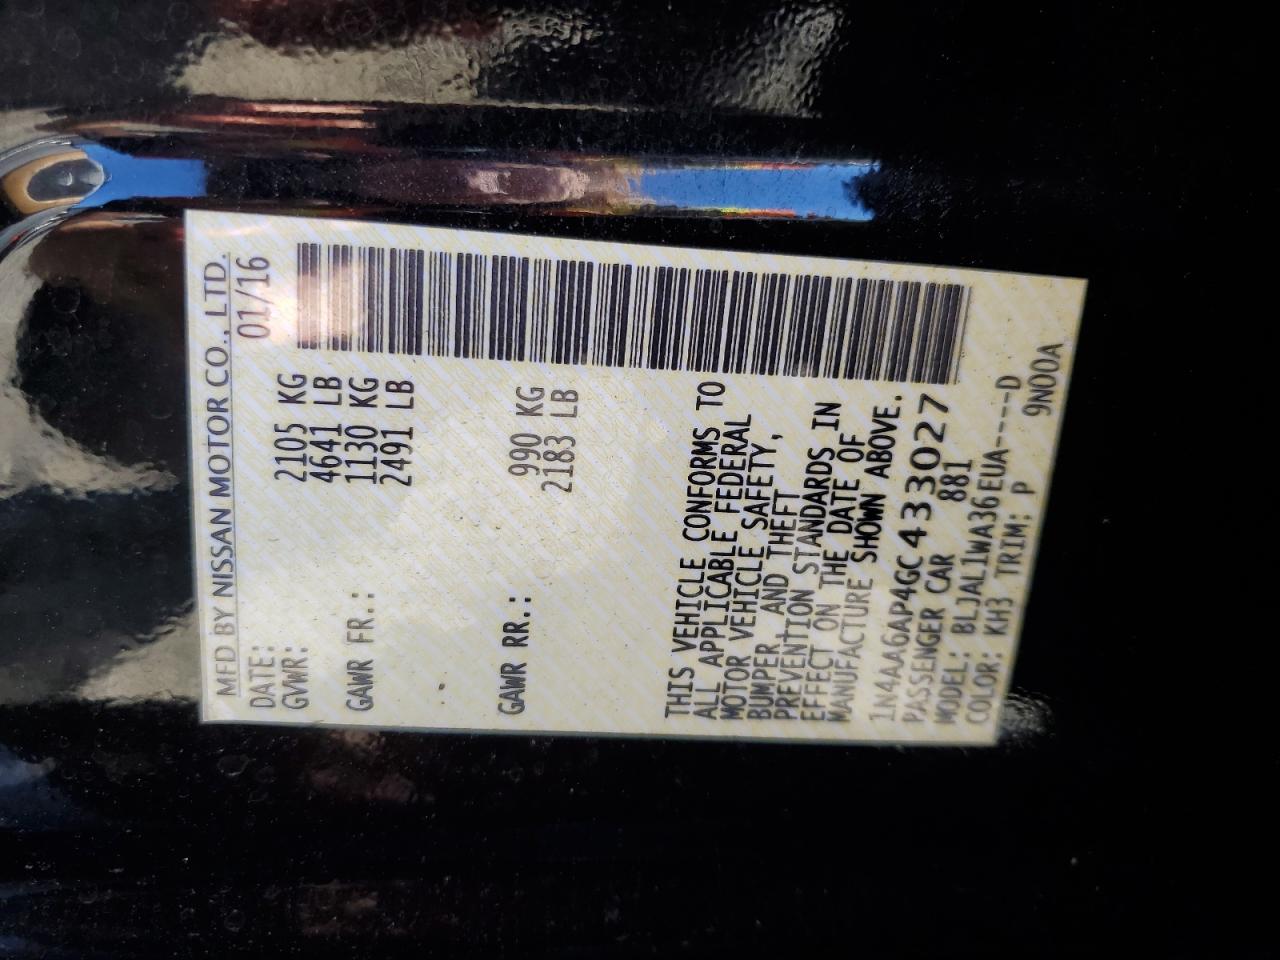 MFD BY NISSAN MOTOR CO., LTD.
DATE: 01/16
GVWR: 2105 KG
4641 LB
GAWR FR.: 1130 KG
2491 LB
GAWR RR.: 990 KG
2183 LB
THIS VEHICLE CONFORMS TO
ALL APPLICABLE FEDERAL
MOTOR VEHICLE SAFETY,
BUMPER, AND THEFT
PREVENTION STANDARDS IN
EFFECT ON THE DATE OF
MANUFACTURE SHOWN ABOVE.
1N4AA6AP4GC433027
PASSENGER CAR 881
MODEL: BLJAL1WA36EUA-----D
COLOR: KH3 TRIM: P 9N00A